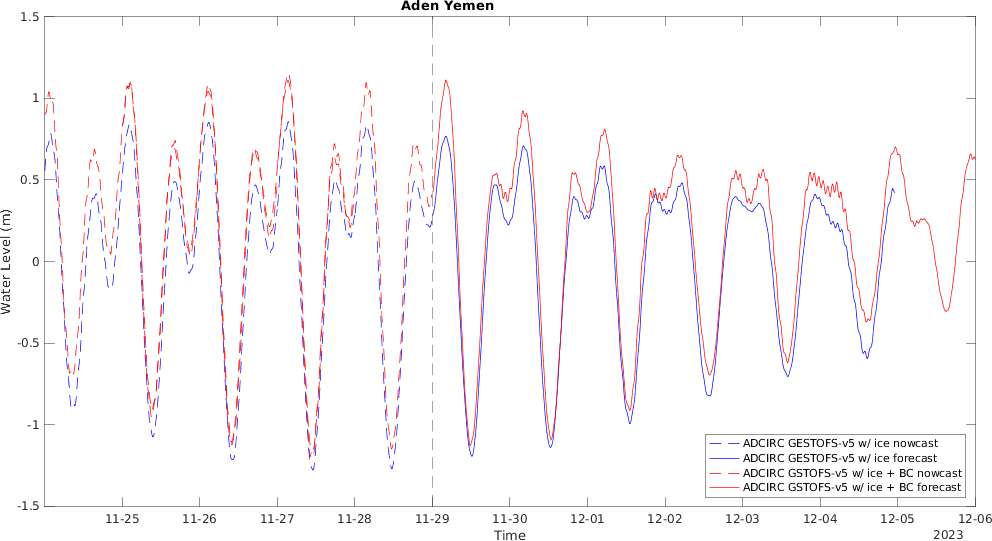 Aden Yemen
1.5
1
0.5
0
-0.5
-1
-1.5
Water Level (m)
11-25 11-26 11-27 11-28 11-29 11-30 12-01 12-02 12-03 12-04 12-05 12-06
Time
2023
ADCIRC GESTOFS-v5 w/ ice nowcast
ADCIRC GESTOFS-v5 w/ ice forecast
ADCIRC GSTOFS-v5 w/ ice + BC nowcast
ADCIRC GSTOFS-v5 w/ ice + BC forecast